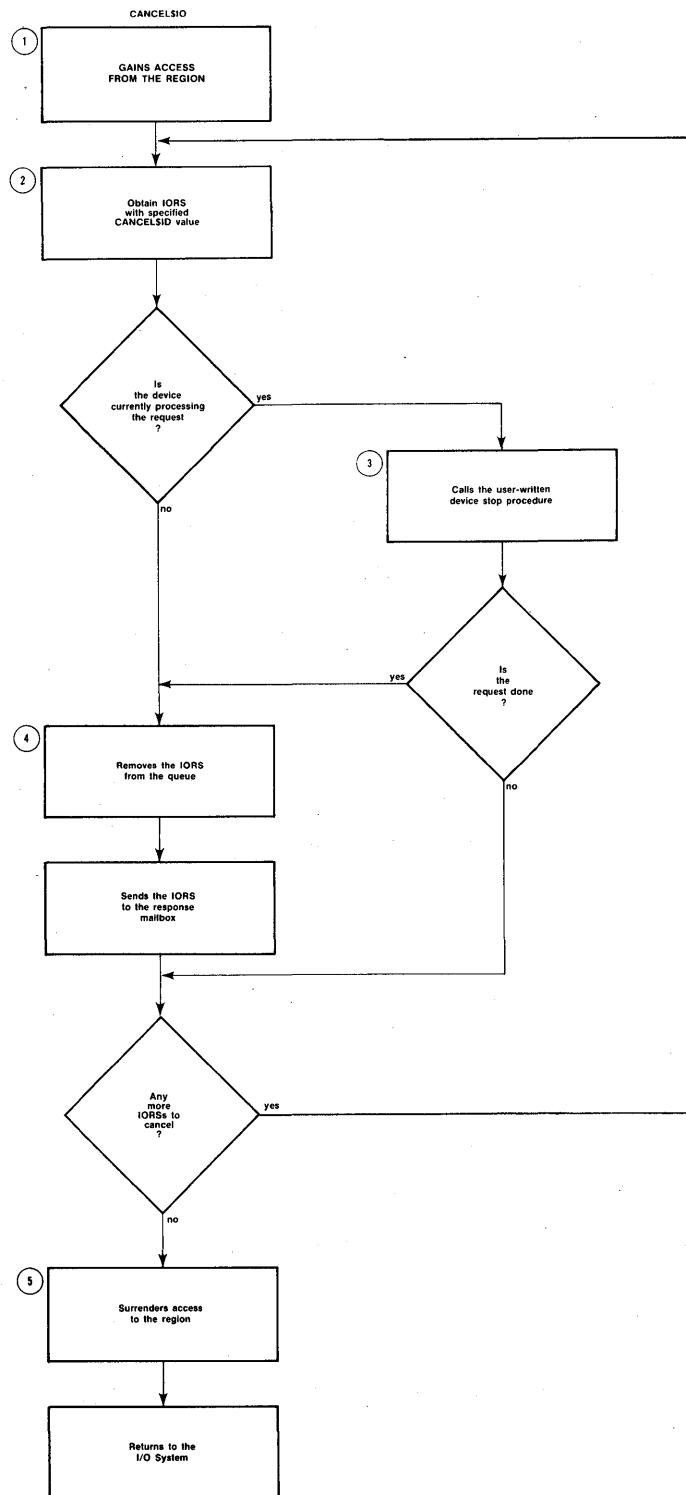 CANCEL$IO
1
GAINS ACCESS
FROM THE REGION
2
Obtain IORS
with specified
CANCEL$ID value
Is
the device
currently processing
the request
?
yes
no
3
Calls the user-written
device stop procedure
Is
the
request done
?
yes
no
4
Removes the IORS
from the queue
Sends the IORS
to the response
mailbox
Any
more
IORSs to
cancel
?
yes
no
5
Surrenders access
to the region
Returns to the
I/O System